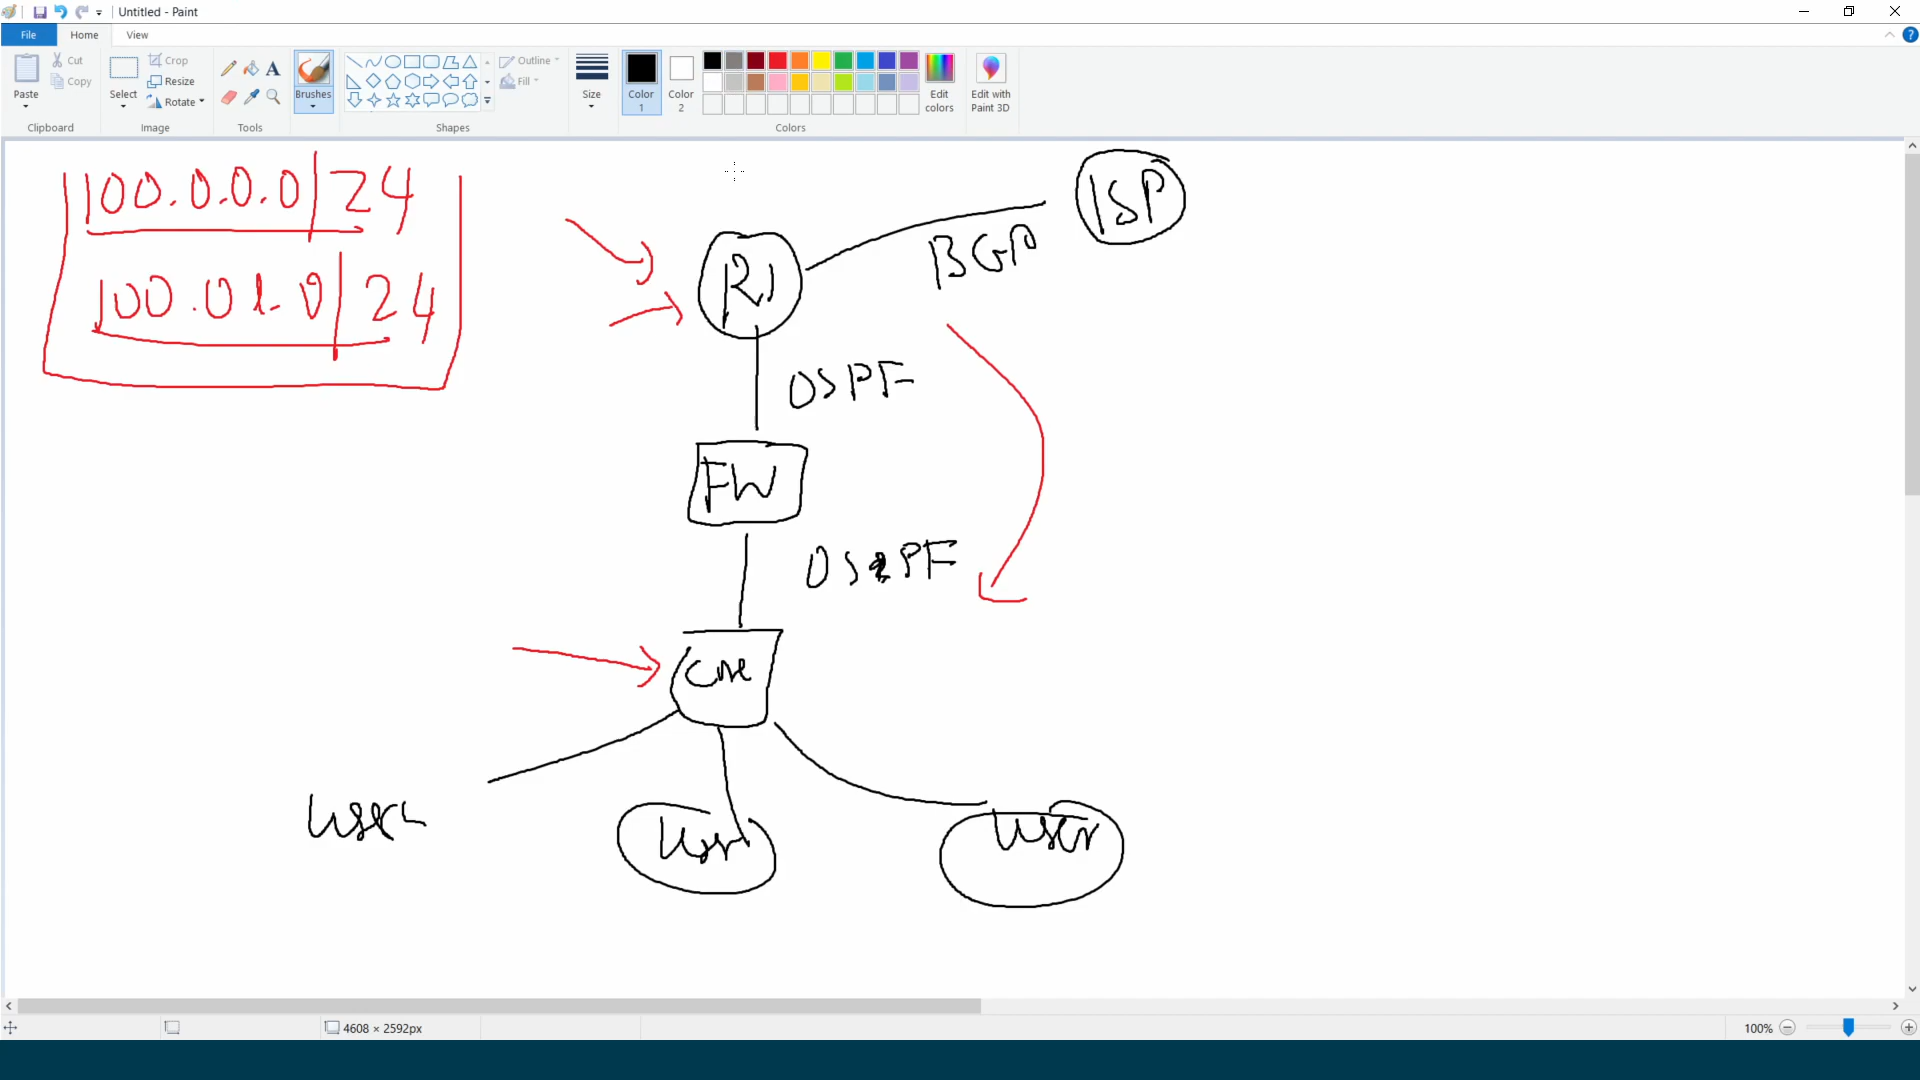 Untitled - Paint
File Home View
Paste Cut Copy
Clipboard
Select Crop Resize Rotate
Image
Tools
Brushes
Outline Fill
Shapes
Size
Color 1
Color 2
Edit colors
Edit with Paint 3D
Colors
100.0.0.0/24
100.01.0/24
ISP
BGP
R1
OSPF
FW
OSPF
Core
User
User
User
4608 × 2592px
100%